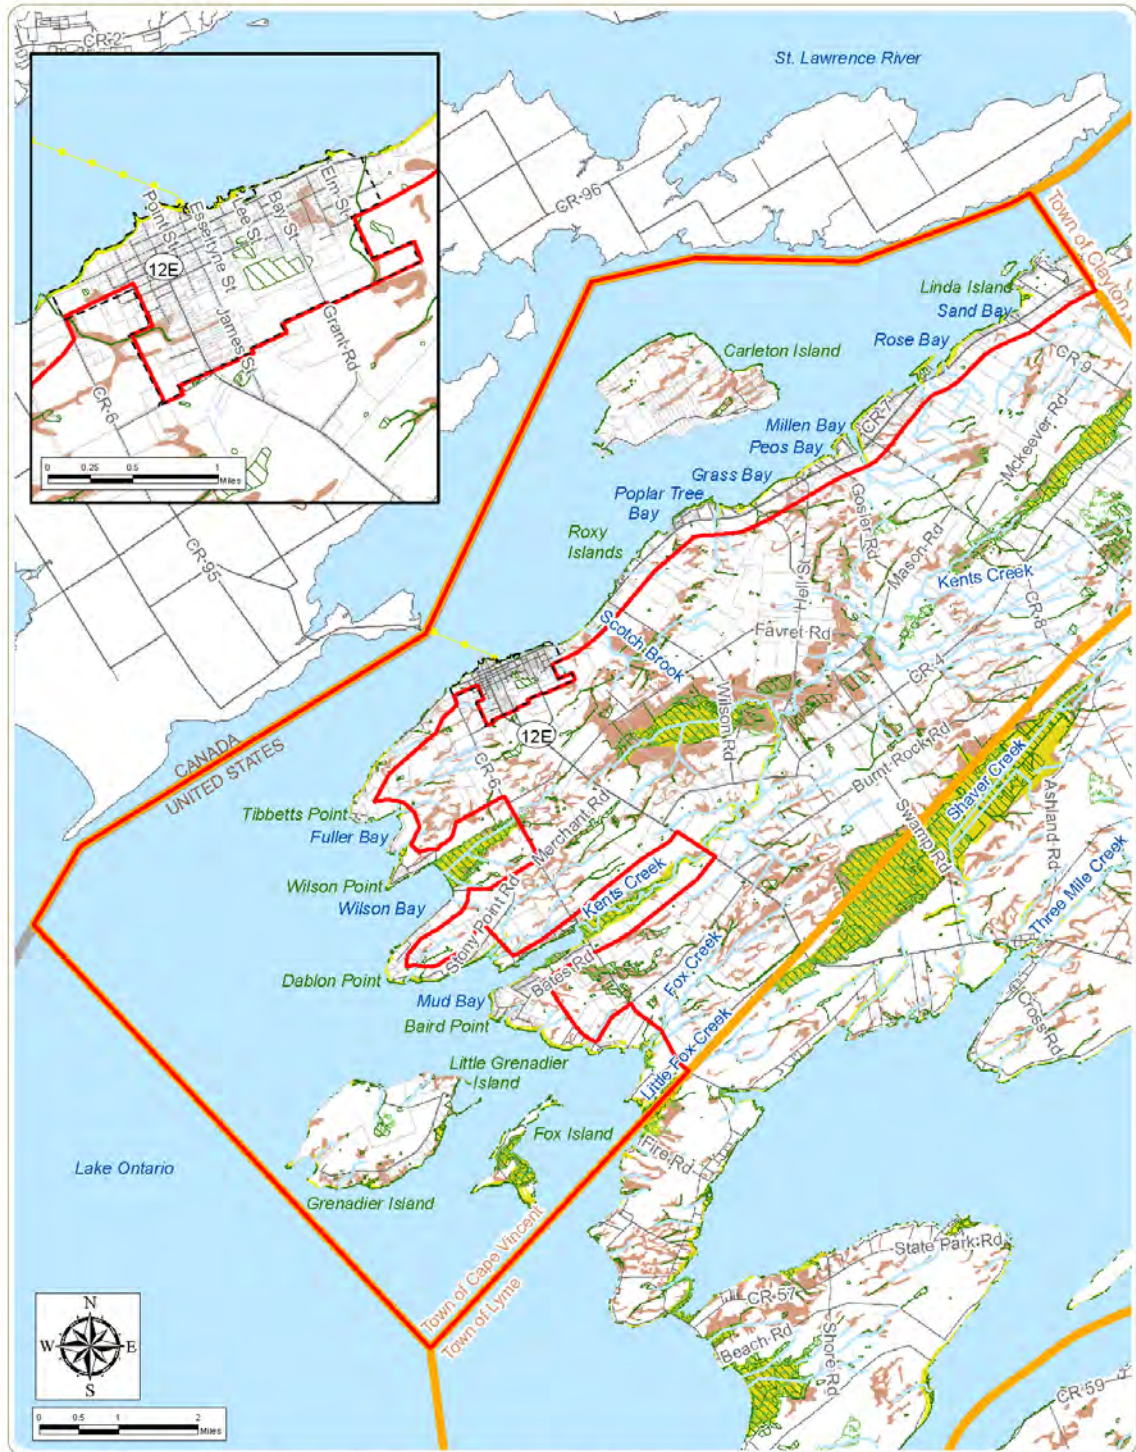 CR-2
St. Lawrence River
CR-96
Town of Clayton
Elm St
Bay St
Lee St
Esseltyne St
Point St
12E
James St
Grant Rd
CR-6
0 0.25 0.5 1
Miles
Linda Island
Sand Bay
Rose Bay
CR-9
Carleton Island
Mckeever Rd
Millen Bay
CR-7
Peos Bay
Grass Bay
Poplar Tree
Bay
Gosier Rd
Roxy
Islands
Mason Rd
CR-95
Kents Creek
Hell St
CR-8
Scotch Brook
Favret Rd
CR-4
Wilson Rd
12E
CANADA
UNITED STATES
CR-6
Burnt Rock Rd
Shaver Creek
Tibbetts Point
Fuller Bay
Merchant Rd
Swamp Rd
Ashland Rd
Wilson Point
Kents Creek
Wilson Bay
Three Mile Creek
Stony Point Rd
Dablon Point
Bates Rd
Fox Creek
Mud Bay
Baird Point
Cross Rd
Little Fox Creek
Little Grenadier
Island
Fox Island
Fire Rd
Lake Ontario
Grenadier Island
Town of Cape Vincent
Town of Lyme
State Park Rd
CR-57
Beach Rd
Shore Rd
CR-59
N
W E
S
0 0.5 1 2
Miles